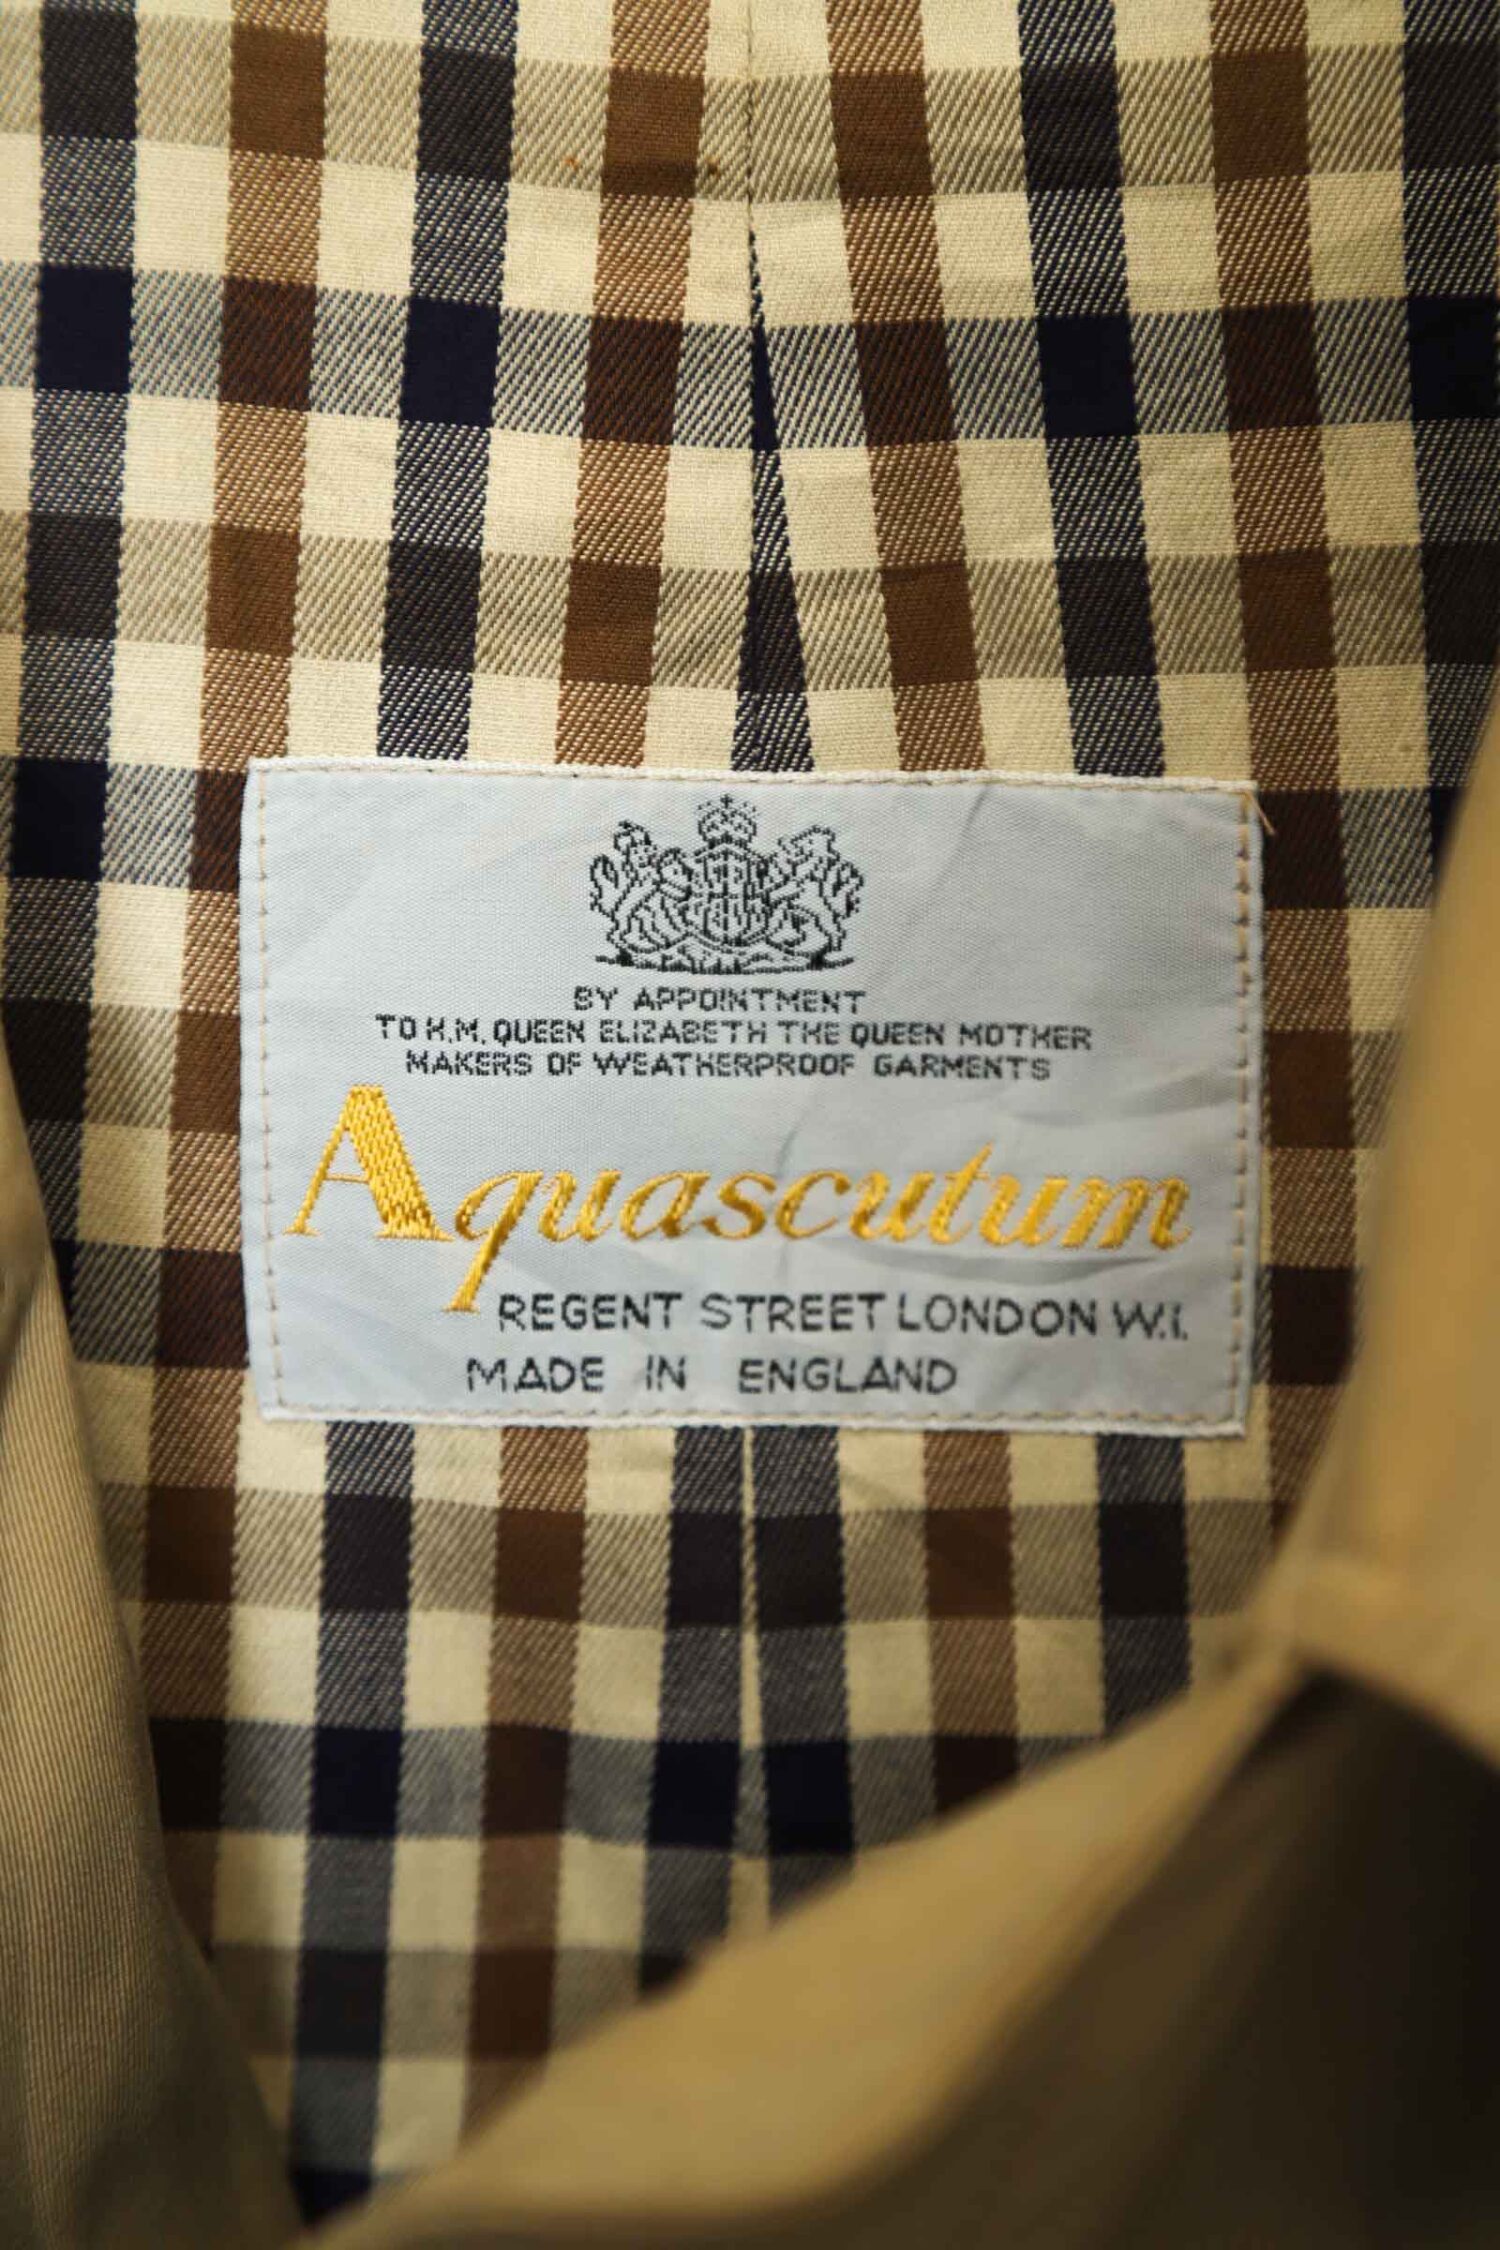 BY APPOINTMENT
TO H.M. QUEEN ELIZABETH THE QUEEN MOTHER
MAKERS OF WEATHERPROOF GARMENTS
Aquascutum
REGENT STREET LONDON W.I.
MADE IN ENGLAND